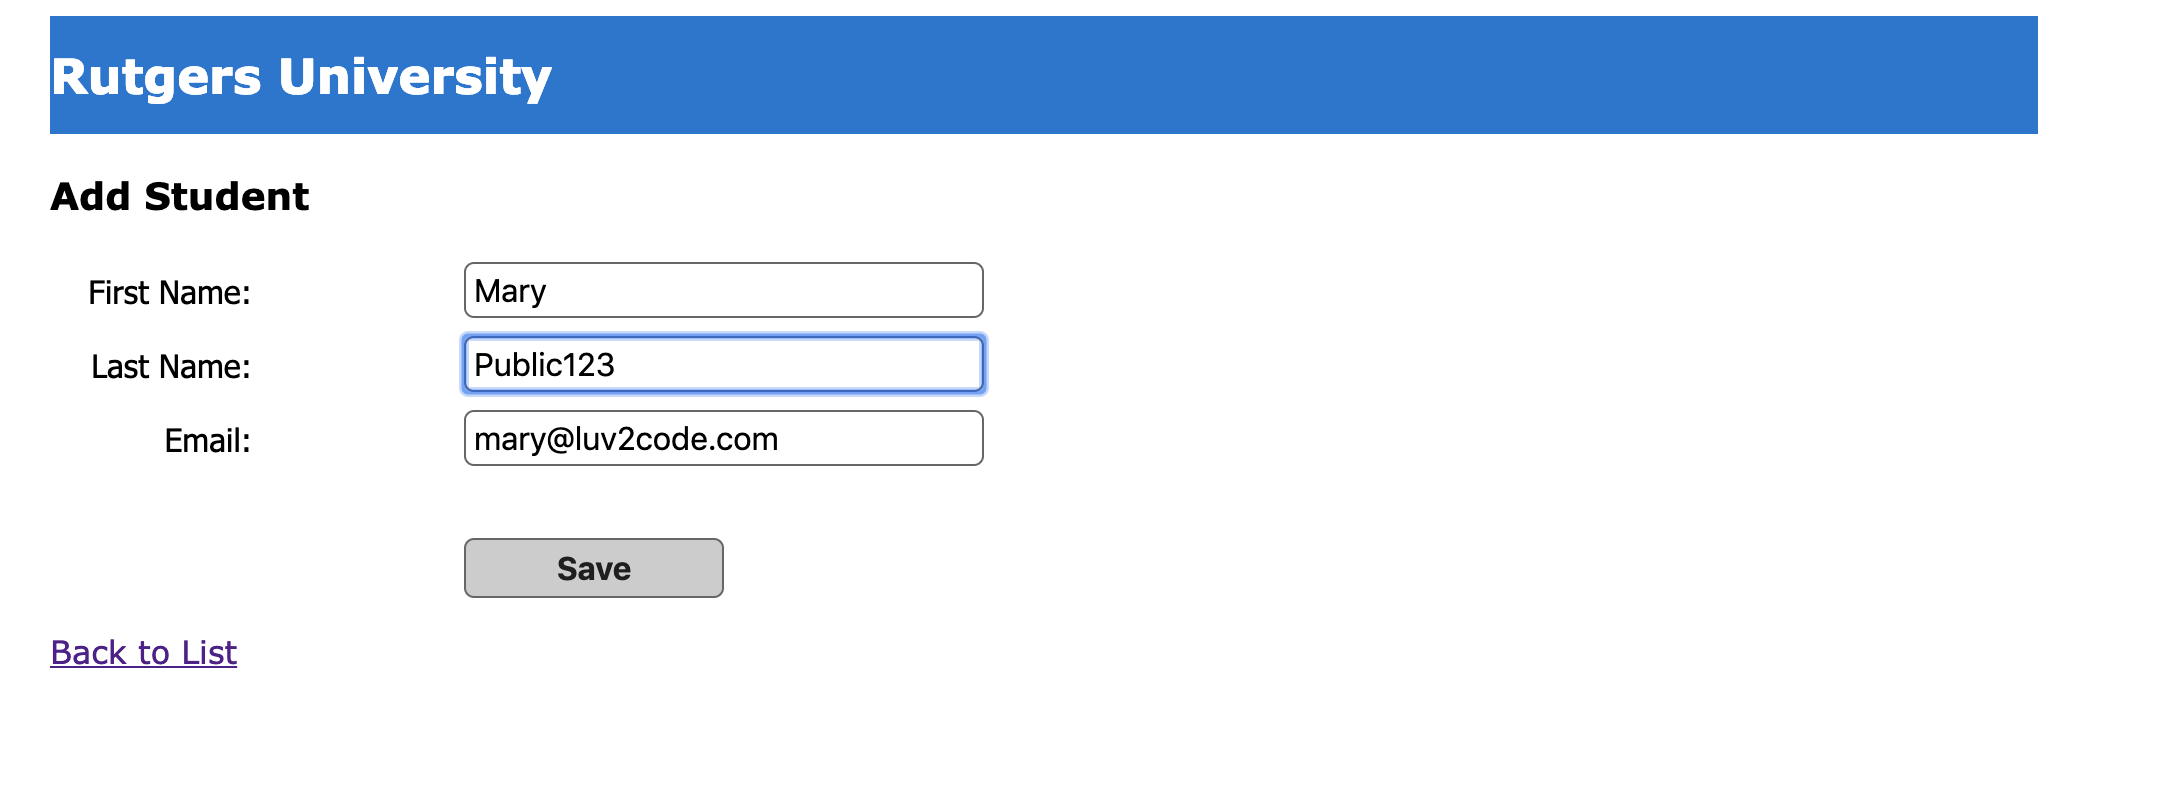 Rutgers University
Add Student
First Name: Mary
Last Name: Public123
Email: mary@luv2code.com
Save
Back to List